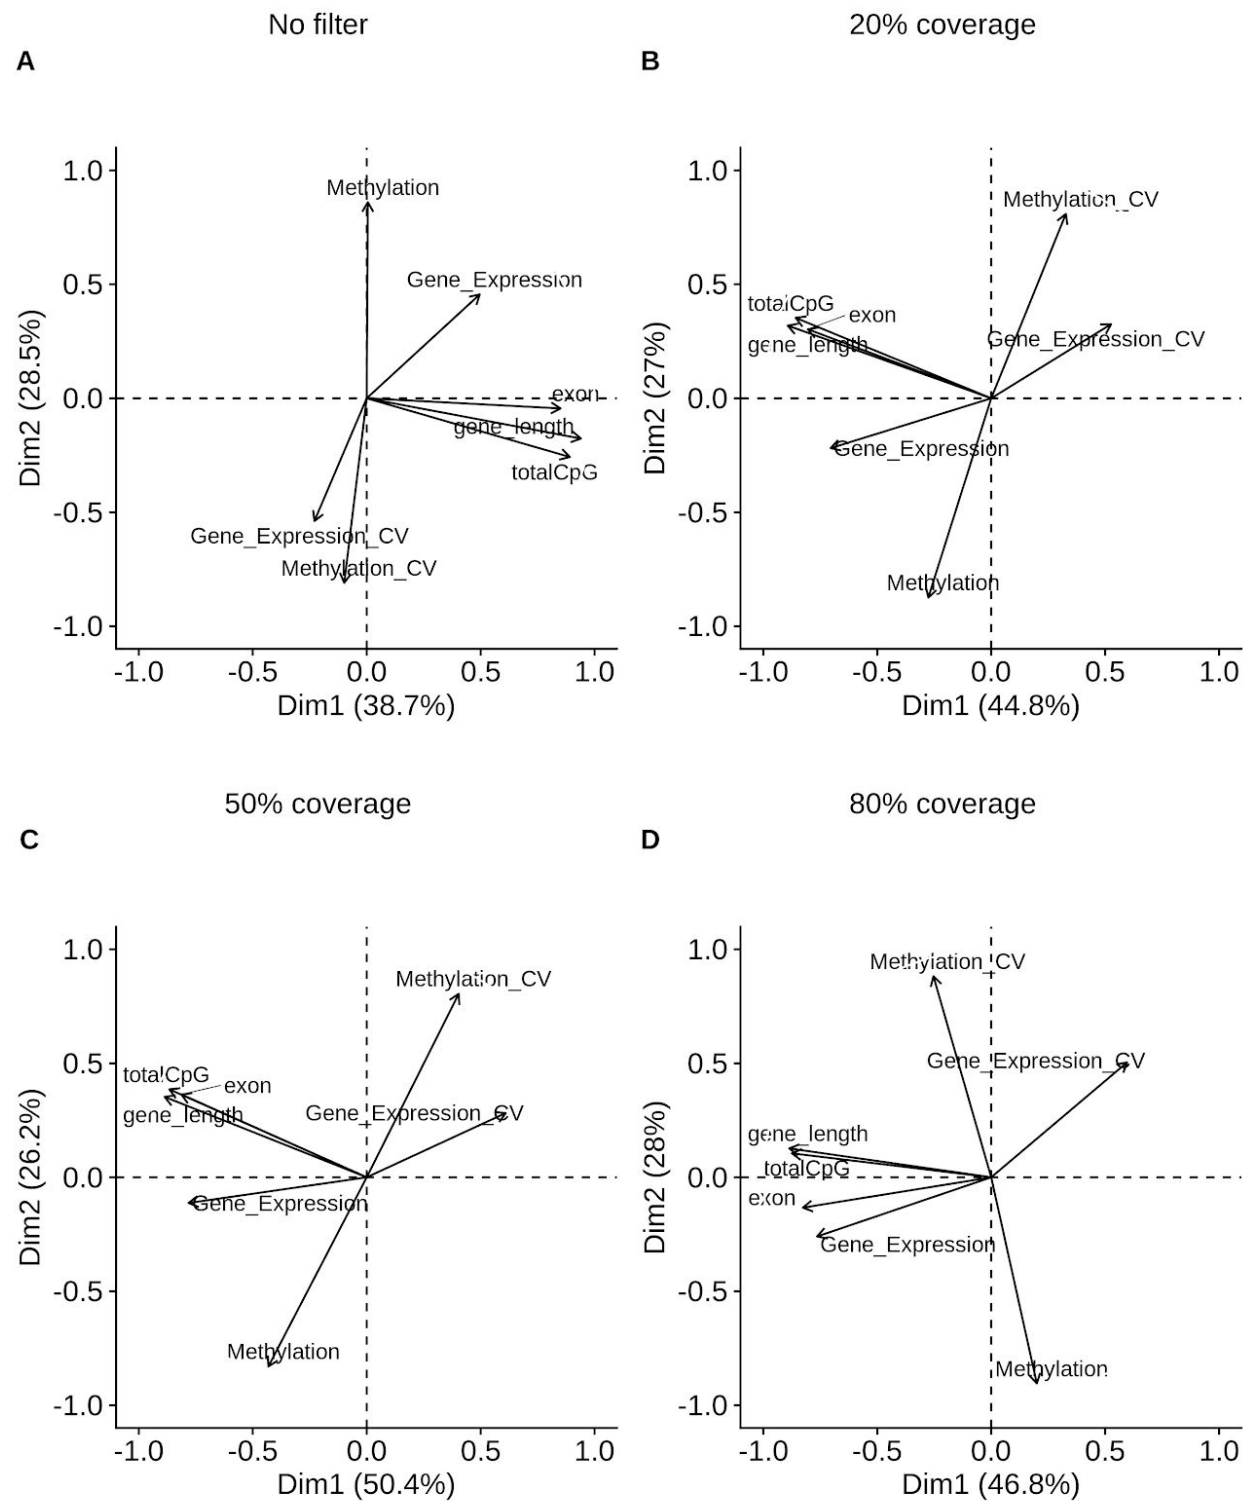 No filter
A
1.0
0.5
0.0
-0.5
-1.0
Dim2 (28.5%)
Methylation
Gene_Expression
exon
gene_length
totalCpG
Gene_Expression_CV
Methylation_CV
-1.0 -0.5 0.0 0.5 1.0
Dim1 (38.7%)
20% coverage
B
1.0
0.5
0.0
-0.5
-1.0
Dim2 (27%)
Methylation_CV
totalCpG
exon
gene_length
Gene_Expression_CV
Gene_Expression
Methylation
-1.0 -0.5 0.0 0.5 1.0
Dim1 (44.8%)
50% coverage
C
1.0
0.5
0.0
-0.5
-1.0
Dim2 (26.2%)
Methylation_CV
totalCpG
exon
gene_length
Gene_Expression_CV
Gene_Expression
Methylation
-1.0 -0.5 0.0 0.5 1.0
Dim1 (50.4%)
80% coverage
D
1.0
0.5
0.0
-0.5
-1.0
Dim2 (28%)
Methylation_CV
Gene_Expression_CV
gene_length
totalCpG
exon
Gene_Expression
Methylation
-1.0 -0.5 0.0 0.5 1.0
Dim1 (46.8%)